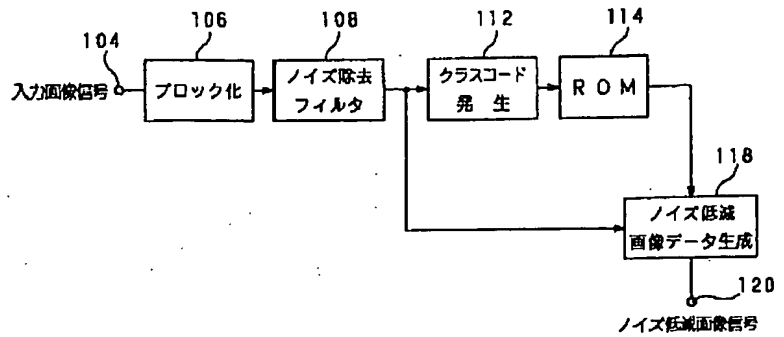 104
106
108
112
114
入力画像信号
ブロック化
ノイズ除去
フィルタ
クラスコード
発 生
ROM
118
ノイズ低減
画像データ生成
120
ノイズ低減画像信号